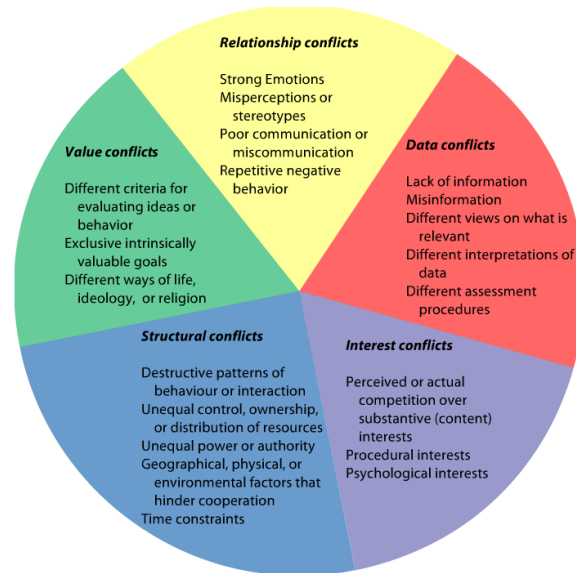 Relationship conflicts
Strong Emotions
Misperceptions or
stereotypes
Poor communication or
miscommunication
Repetitive negative
behavior
Data conflicts
Lack of information
Misinformation
Different views on what is
relevant
Different interpretations of
data
Different assessment
procedures
Interest conflicts
Perceived or actual
competition over
substantive (content)
interests
Procedural interests
Psychological interests
Structural conflicts
Destructive patterns of
behaviour or interaction
Unequal control, ownership,
or distribution of resources
Unequal power or authority
Geographical, physical, or
environmental factors that
hinder cooperation
Time constraints
Value conflicts
Different criteria for
evaluating ideas or
behavior
Exclusive intrinsically
valuable goals
Different ways of life,
ideology, or religion